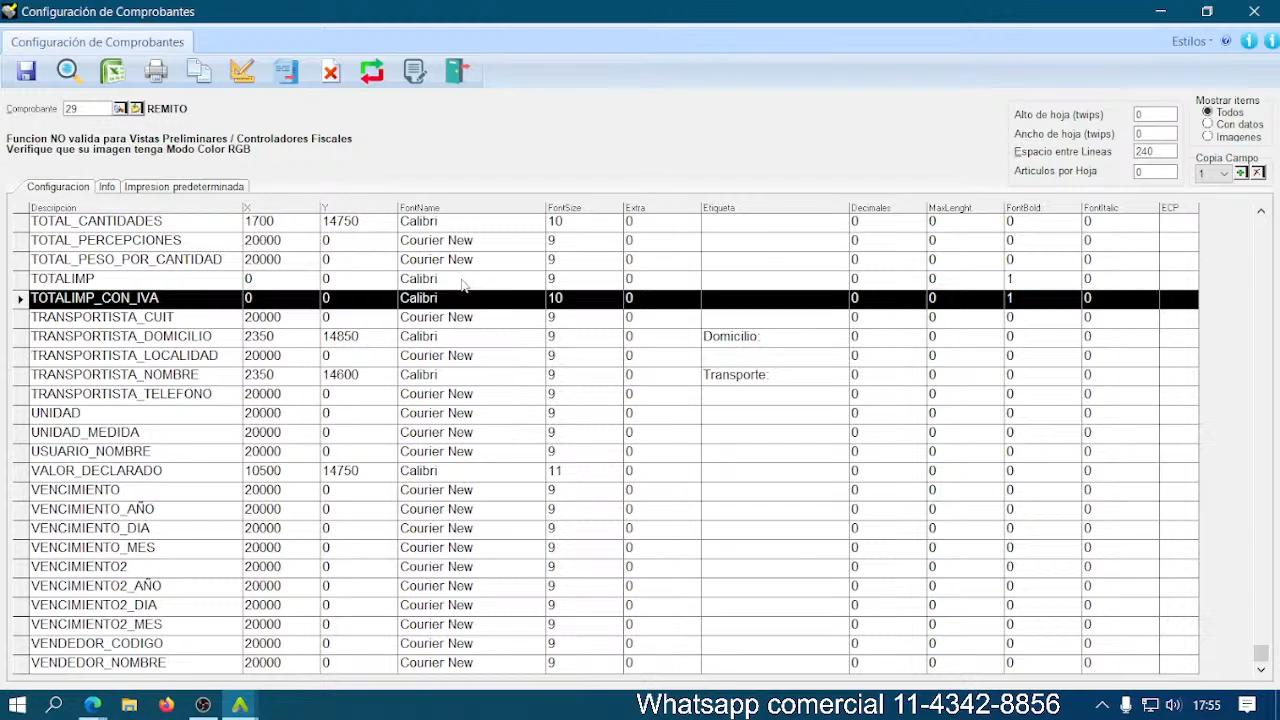 Configuración de Comprobantes
Configuración de Comprobantes
Estilos
Comprobante 29 REMITO
Funcion NO valida para Vistas Preliminares / Controladores Fiscales
Verifique que su imagen tenga Modo Color RGB
Alto de hoja (twips) 0
Ancho de hoja (twips) 0
Espacio entre Lineas 240
Articulos por Hoja 0
Mostrar items
Todos
Con datos
Imagenes
Copia Campo
1
Configuracion Info Impresion predeterminada
Descripcion X Y FontName FontSize Extra Etiqueta Decimales MaxLenght. FontBold FontItalic ECP
TOTAL_CANTIDADES 1700 14750 Calibri 10 0 0 0 0 0
TOTAL_PERCEPCIONES 20000 0 Courier New 9 0 0 0 0 0
TOTAL_PESO_POR_CANTIDAD 20000 0 Courier New 9 0 0 0 0 0
TOTALIMP 0 0 Calibri 9 0 0 0 1 0
TOTALIMP_CON_IVA 0 0 Calibri 10 0 0 0 1 0
TRANSPORTISTA_CUIT 20000 0 Courier New 9 0 0 0 0 0
TRANSPORTISTA_DOMICILIO 2350 14850 Calibri 9 0 Domicilio: 0 0 0 0
TRANSPORTISTA_LOCALIDAD 20000 0 Courier New 9 0 0 0 0 0
TRANSPORTISTA_NOMBRE 2350 14600 Calibri 9 0 Transporte: 0 0 0 0
TRANSPORTISTA_TELEFONO 20000 0 Courier New 9 0 0 0 0 0
UNIDAD 20000 0 Courier New 9 0 0 0 0 0
UNIDAD_MEDIDA 20000 0 Courier New 9 0 0 0 0 0
USUARIO_NOMBRE 20000 0 Courier New 9 0 0 0 0 0
VALOR_DECLARADO 10500 14750 Calibri 11 0 0 0 0 0
VENCIMIENTO 20000 0 Courier New 9 0 0 0 0 0
VENCIMIENTO_AÑO 20000 0 Courier New 9 0 0 0 0 0
VENCIMIENTO_DIA 20000 0 Courier New 9 0 0 0 0 0
VENCIMIENTO_MES 20000 0 Courier New 9 0 0 0 0 0
VENCIMIENTO2 20000 0 Courier New 9 0 0 0 0 0
VENCIMIENTO2_AÑO 20000 0 Courier New 9 0 0 0 0 0
VENCIMIENTO2_DIA 20000 0 Courier New 9 0 0 0 0 0
VENCIMIENTO2_MES 20000 0 Courier New 9 0 0 0 0 0
VENDEDOR_CODIGO 20000 0 Courier New 9 0 0 0 0 0
VENDEDOR_NOMBRE 20000 0 Courier New 9 0 0 0 0 0
Whatsapp comercial 11-4342-8856
17:55